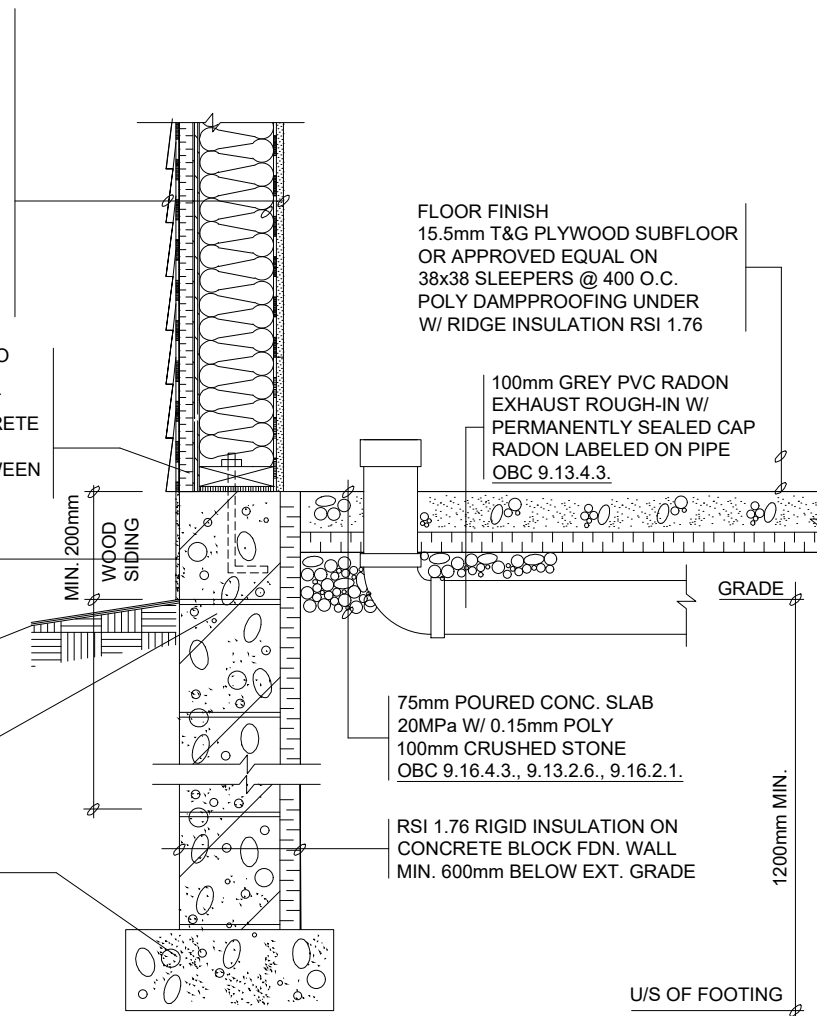 FLOOR FINISH
15.5mm T&G PLYWOOD SUBFLOOR
OR APPROVED EQUAL ON
38x38 SLEEPERS @ 400 O.C.
POLY DAMPPROOFING UNDER
W/ RIDGE INSULATION RSI 1.76
O
RETE
WEEN
100mm GREY PVC RADON
EXHAUST ROUGH-IN W/
PERMANENTLY SEALED CAP
RADON LABELED ON PIPE
OBC 9.13.4.3.
MIN. 200mm
WOOD
SIDING
GRADE
75mm POURED CONC. SLAB
20MPa W/ 0.15mm POLY
100mm CRUSHED STONE
OBC 9.16.4.3., 9.13.2.6., 9.16.2.1.
RSI 1.76 RIGID INSULATION ON
CONCRETE BLOCK FDN. WALL
MIN. 600mm BELOW EXT. GRADE
1200mm MIN.
U/S OF FOOTING